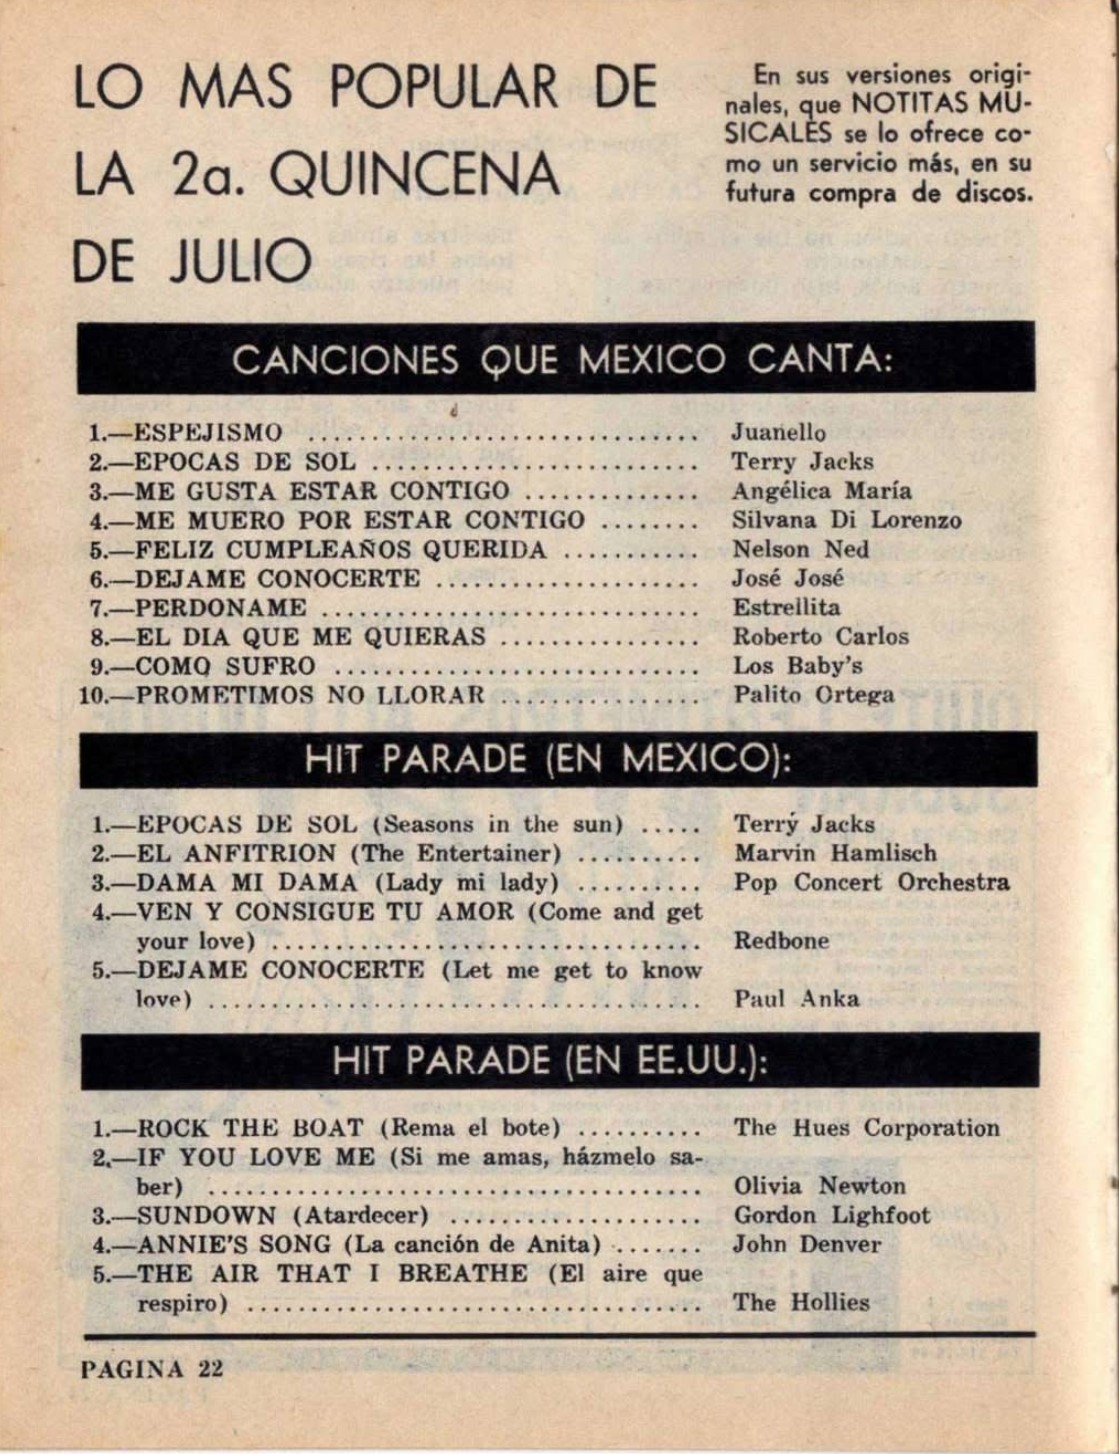 LO MAS POPULAR DE
LA 2a. QUINCENA
DE JULIO
En sus versiones origi-
nales, que NOTITAS MU-
SICALES se lo ofrece co-
mo un servicio más, en su
futura compra de discos.
CANCIONES QUE MEXICO CANTA:
1.—ESPEJISMO .............................. Juanello
2.—EPOCAS DE SOL .......................... Terry Jacks
3.—ME GUSTA ESTAR CONTIGO .............. Angélica María
4.—ME MUERO POR ESTAR CONTIGO ........ Silvana Di Lorenzo
5.—FELIZ CUMPLEAÑOS QUERIDA ........... Nelson Ned
6.—DEJAME CONOCERTE ..................... José José
7.—PERDONAME .............................. Estrellita
8.—EL DIA QUE ME QUIERAS ................ Roberto Carlos
9.—COMO SUFRO ............................. Los Baby's
10.—PROMETIMOS NO LLORAR ................ Palito Ortega
HIT PARADE (EN MEXICO):
1.—EPOCAS DE SOL (Seasons in the sun) ..... Terry Jacks
2.—EL ANFITRION (The Entertainer) .......... Marvin Hamlisch
3.—DAMA MI DAMA (Lady mi lady) .......... Pop Concert Orchestra
4.—VEN Y CONSIGUE TU AMOR (Come and get
your love) .................................. Redbone
5.—DEJAME CONOCERTE (Let me get to know
love) ....................................... Paul Anka
HIT PARADE (EN EE.UU.):
1.—ROCK THE BOAT (Rema el bote) .......... The Hues Corporation
2.—IF YOU LOVE ME (Si me amas, házmelo sa-
ber) ....................................... Olivia Newton
3.—SUNDOWN (Atardecer) .................... Gordon Lighfoot
4.—ANNIE'S SONG (La canción de Anita) ....... John Denver
5.—THE AIR THAT I BREATHE (El aire que
respiro) .................................... The Hollies
PAGINA 22